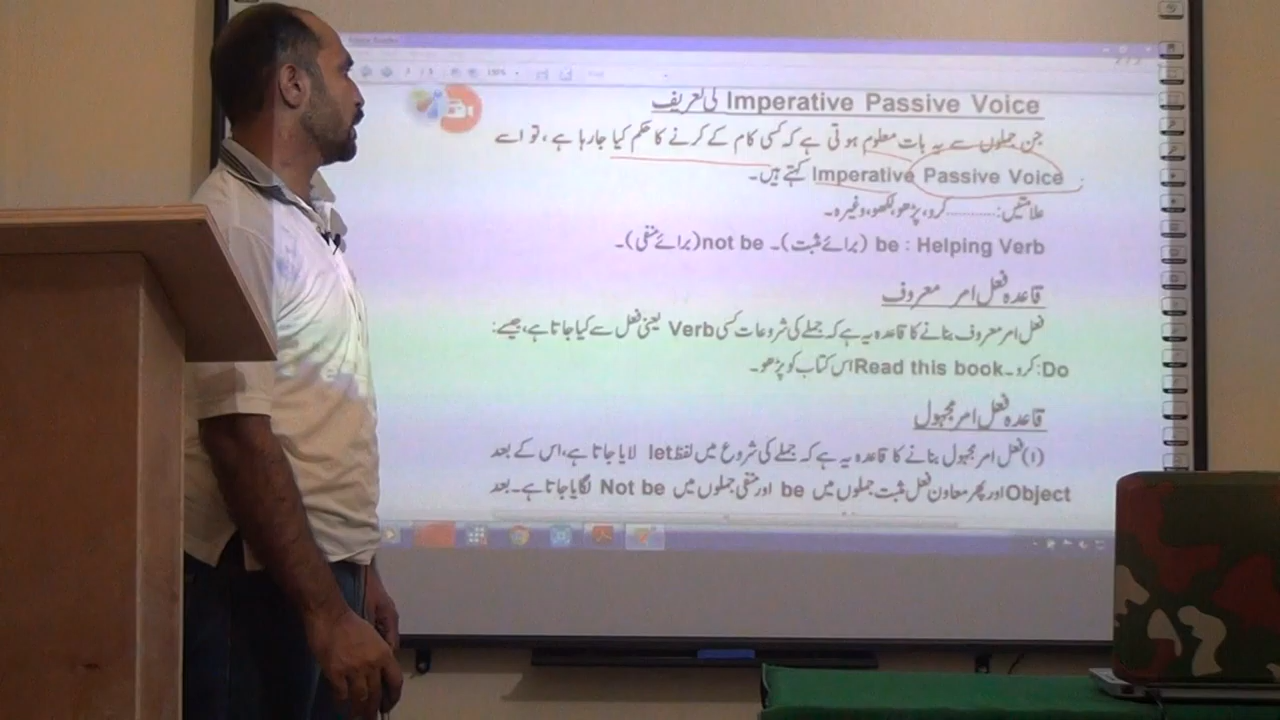 Imperative Passive Voice کی تعریف
جن جملوں سے یہ بات معلوم ہوتی ہے کہ کسی کام کے کرنے کا حکم کیا جارہا ہے، تو اسے
Imperative Passive Voice کہتے ہیں۔
علامتیں:............کرو، پڑھو، لکھو، وغیرہ۔
be : Helping Verb (برائے مثبت)۔ not be (برائے منفی)۔
قاعدہ فعل امر معروف
فعل امر معروف بنانے کا قاعدہ یہ ہے کہ جملے کی شروعات کسی Verb یعنی فعل سے کیا جاتا ہے، جیسے:
Do: کرو۔ Read this book اس کتاب کو پڑھو۔
قاعدہ فعل امر مجہول
(۱) فعل امر مجہول بنانے کا قاعدہ یہ ہے کہ جملے کی شروع میں لفظ let لایا جاتا ہے، اس کے بعد
Object اور پھر معاون فعل مثبت جملوں میں be اور منفی جملوں میں Not be لگایا جاتا ہے۔ بعد